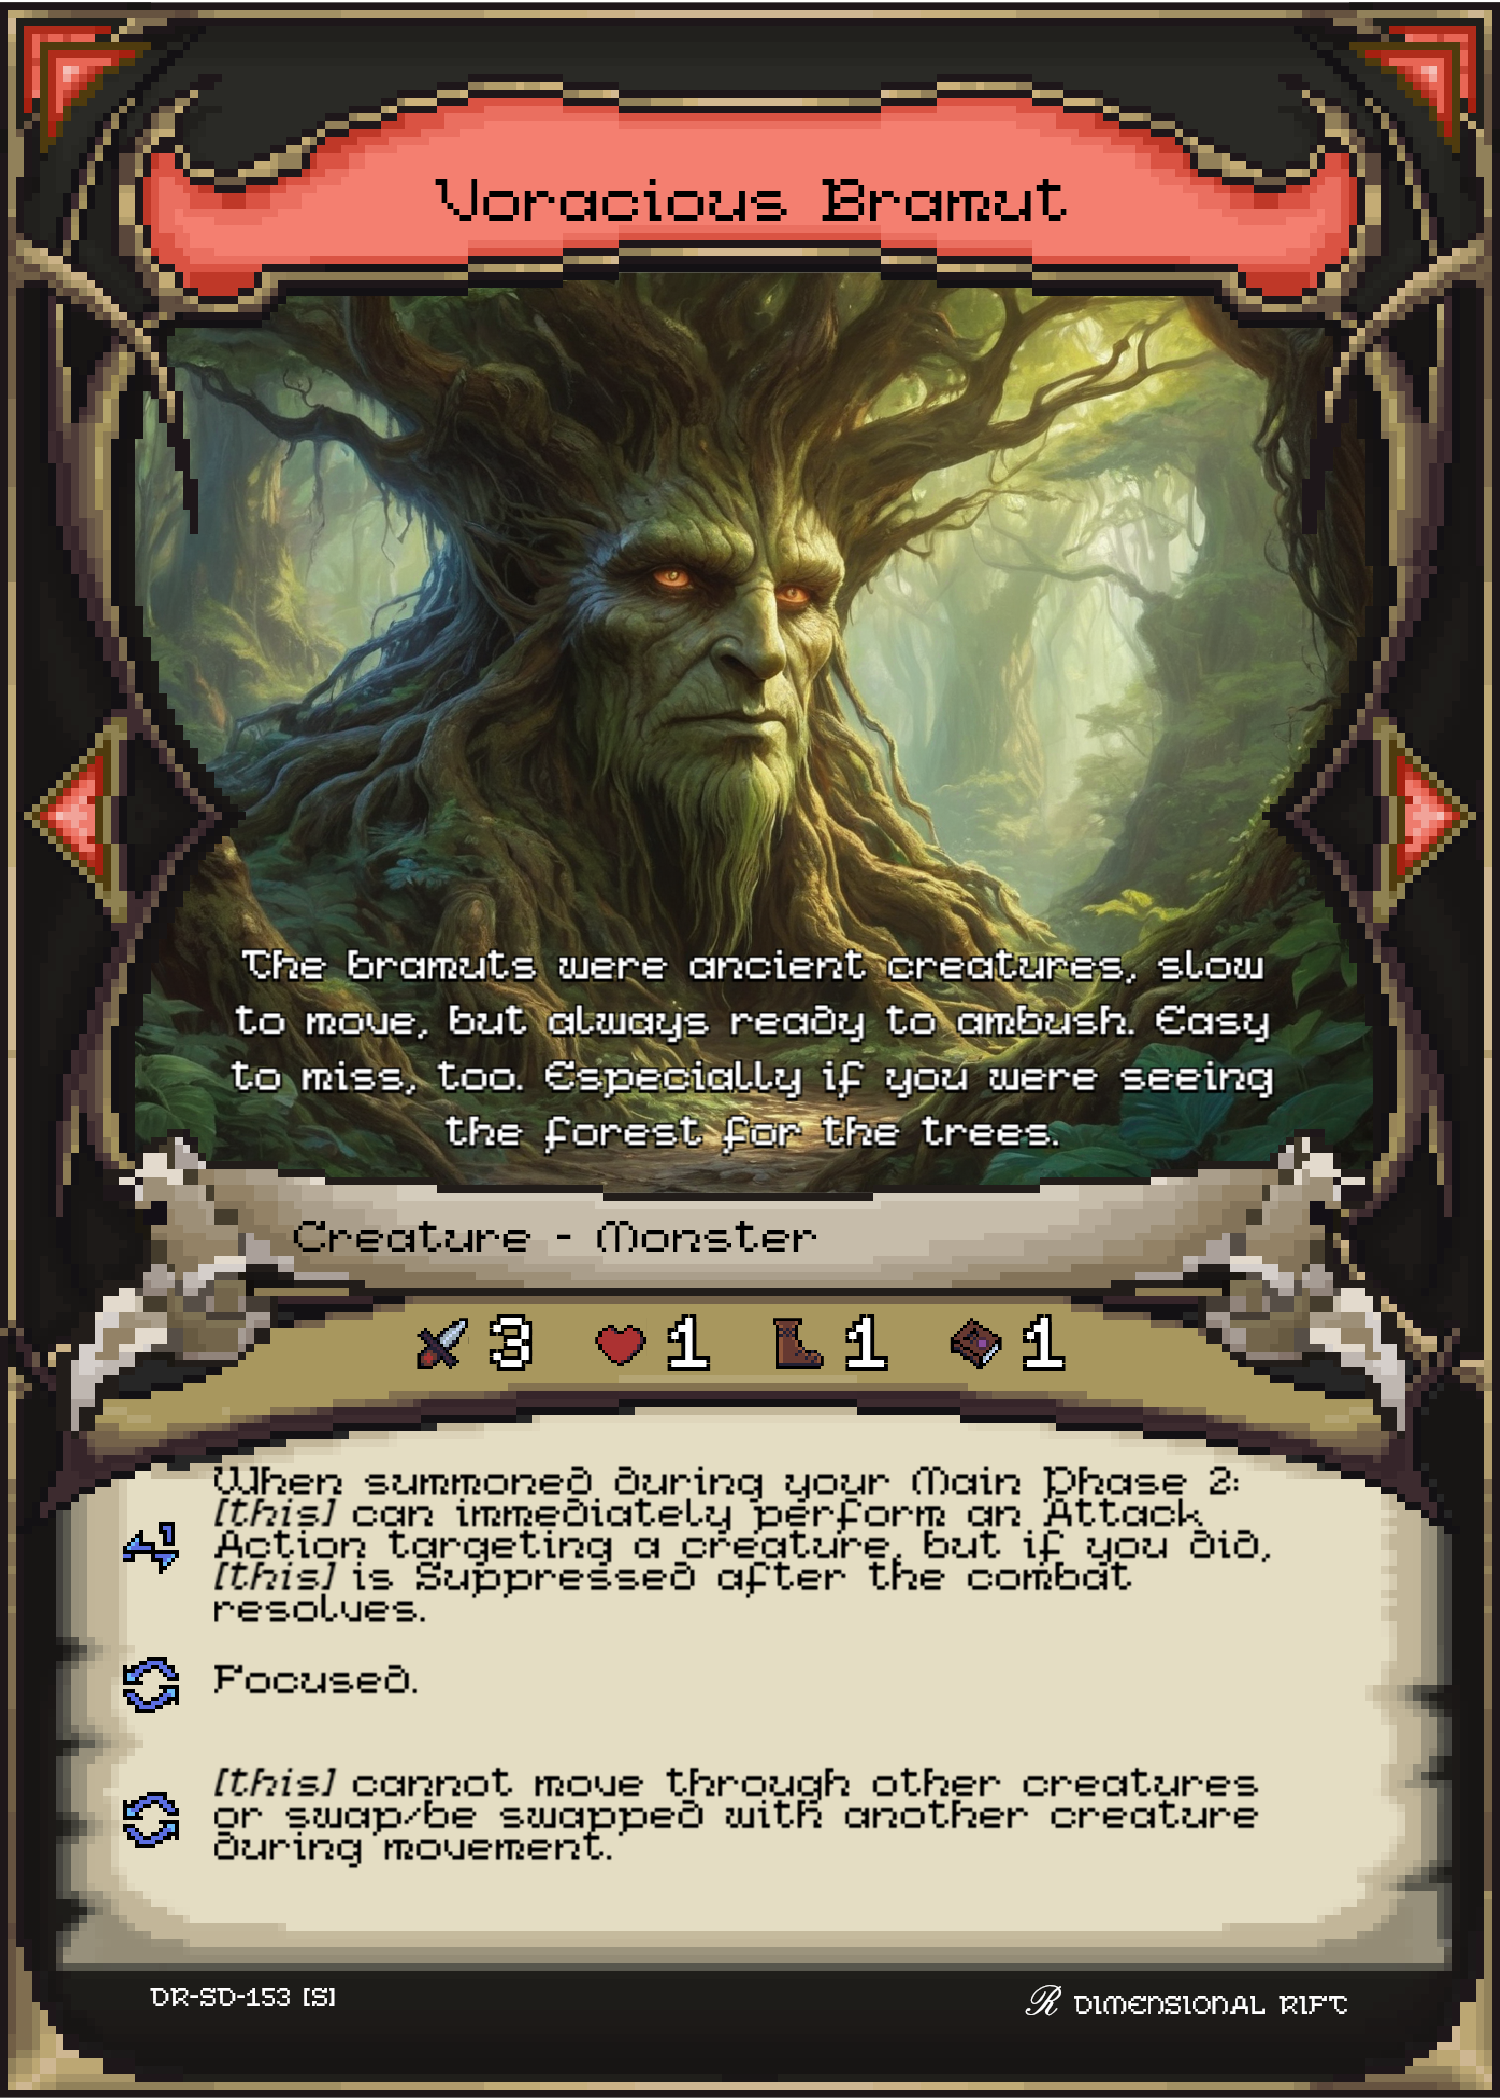 Voracious Bramut
The bramuts were ancient creatures, slow
to move, but always ready to ambush. Easy
to miss, too. Especially if you were seeing
the forest for the trees.
Creature - Monster
3 1 1 1
When summoned during your Main Phase 2:
[this] can immediately perform an Attack
Action targeting a creature, but if you did,
[this] is Suppressed after the combat
resolves.
Focused.
[this] cannot move through other creatures
or swap/be swapped with another creature
during movement.
DR-SD-153 [S]
R DIMENSIONAL RIFT